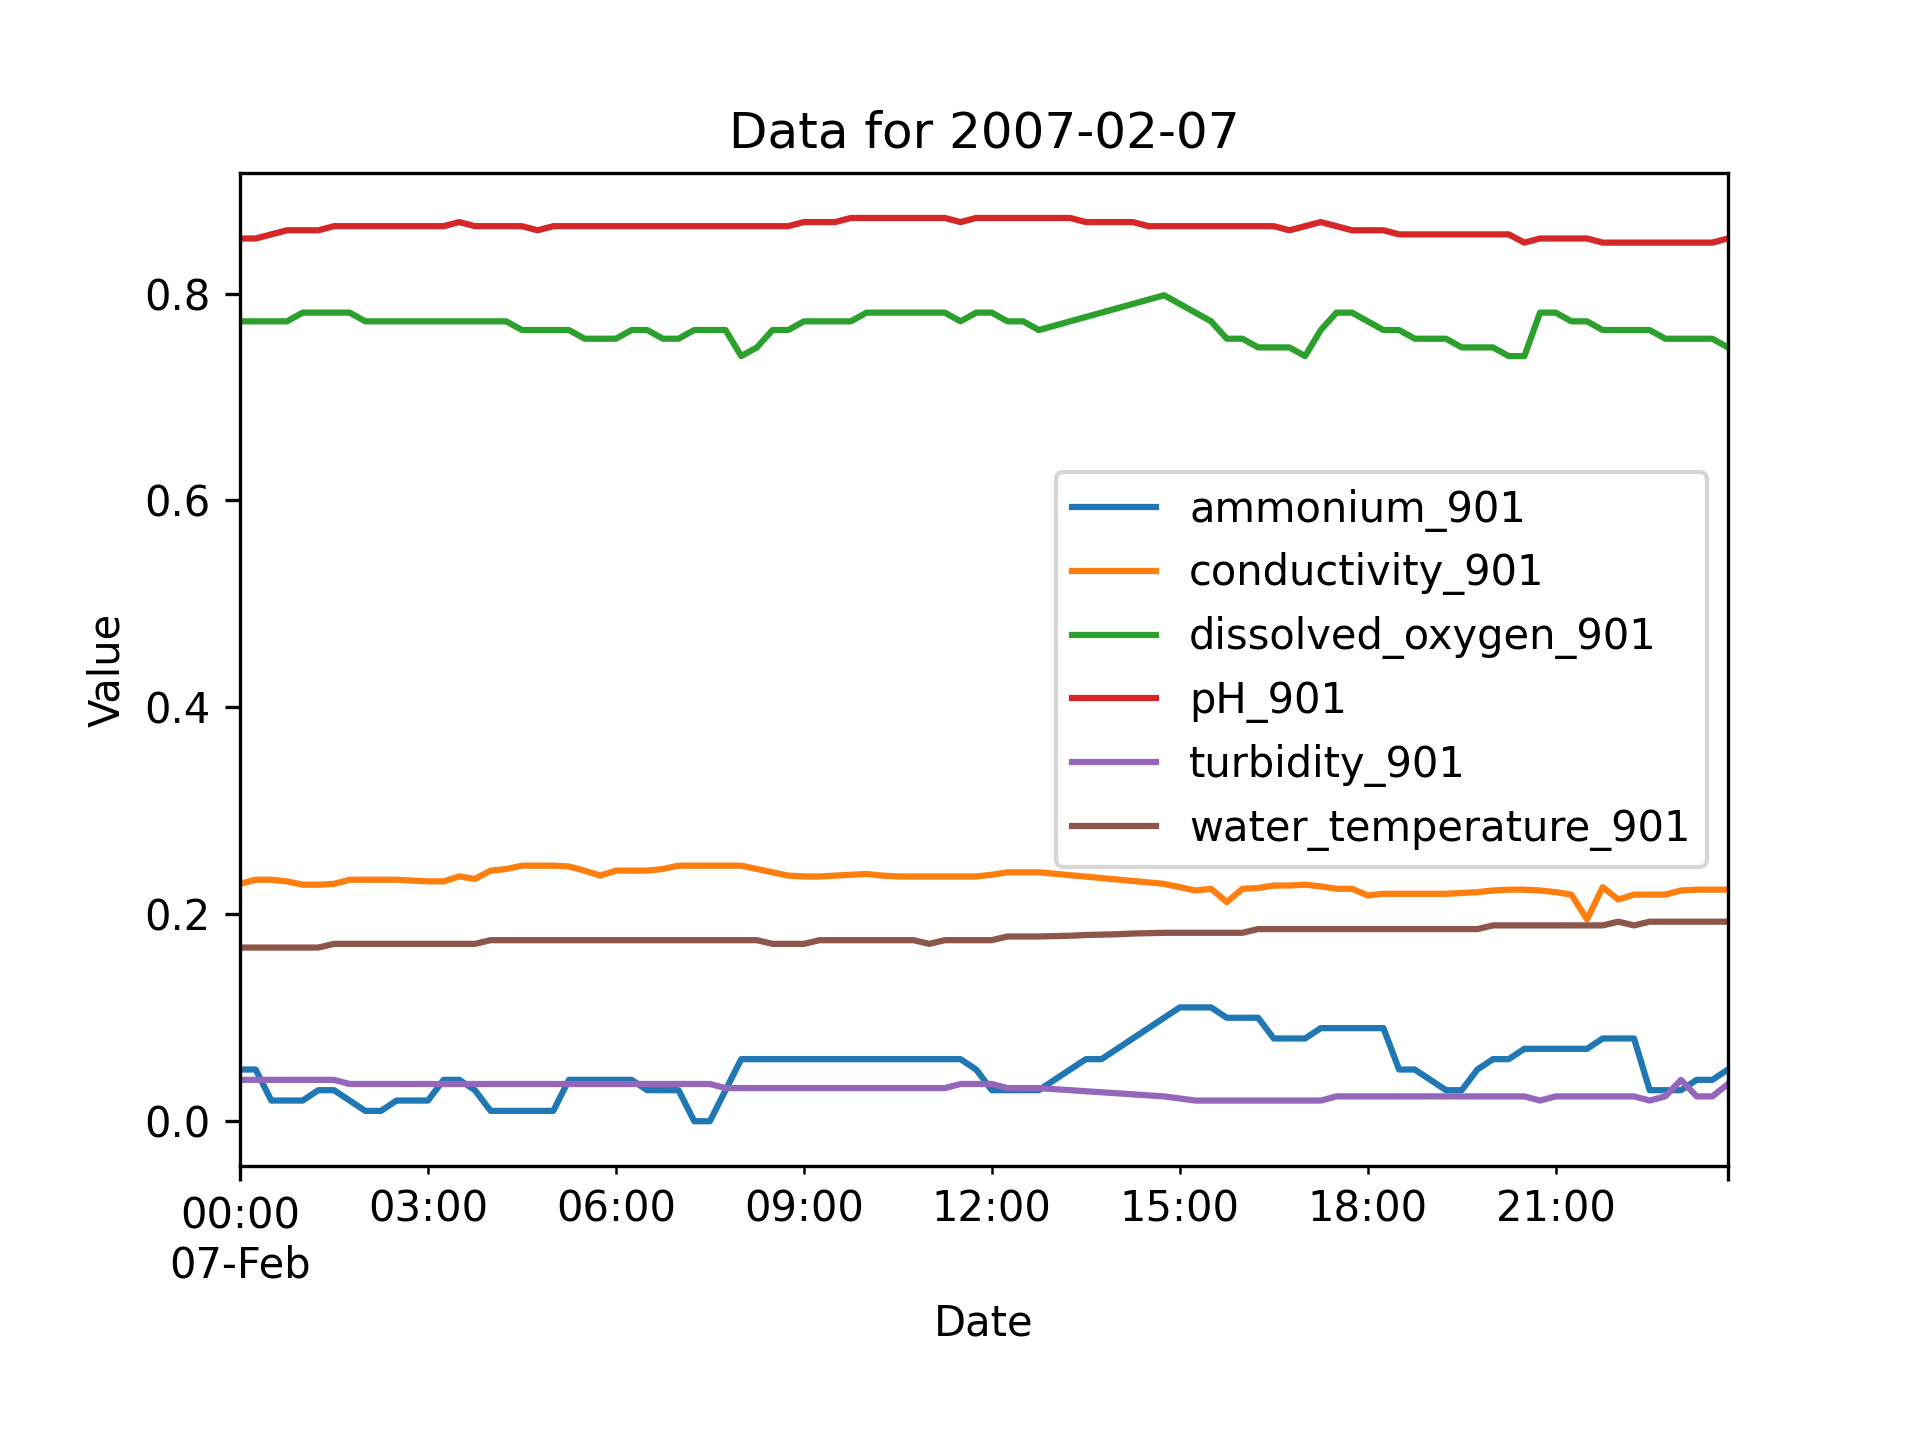 Data for 2007-02-07
Value
0.8
0.6
0.4
0.2
0.0
ammonium_901
conductivity_901
dissolved_oxygen_901
pH_901
turbidity_901
water_temperature_901
00:00 03:00 06:00 09:00 12:00 15:00 18:00 21:00
07-Feb
Date